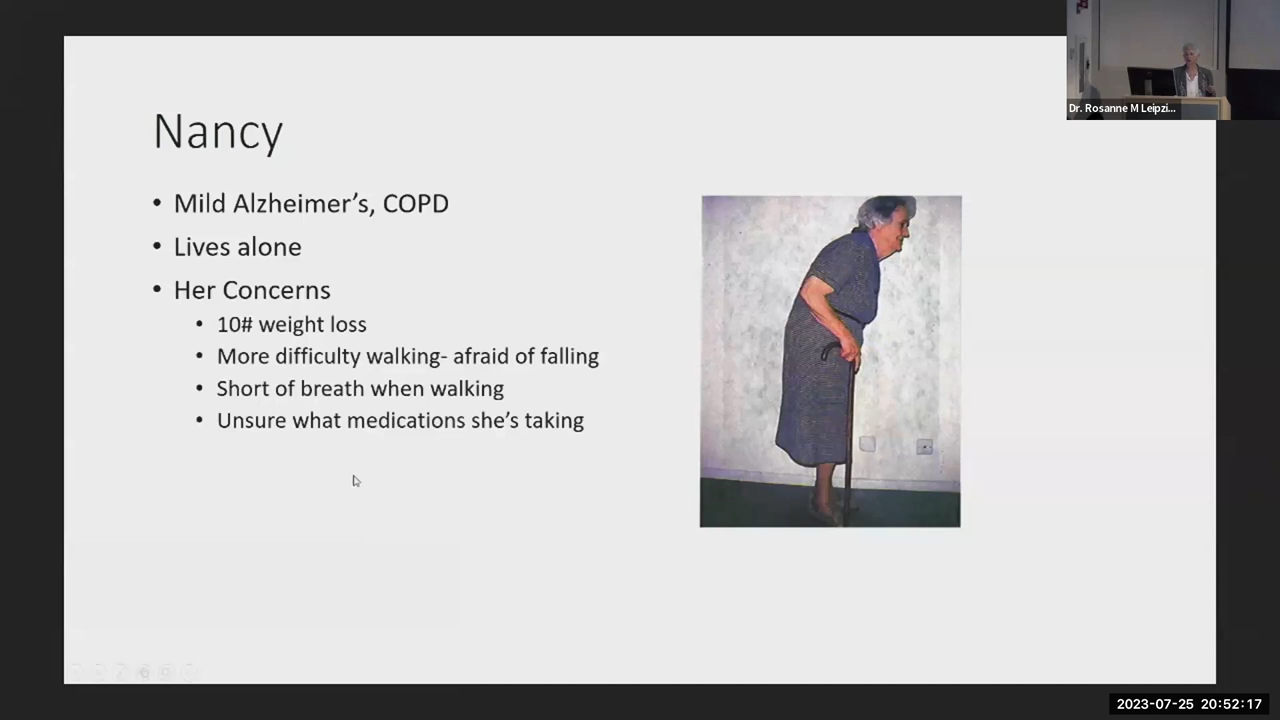 Dr. Rosanne M Leipzi...
Nancy
• Mild Alzheimer’s, COPD
• Lives alone
• Her Concerns
• 10# weight loss
• More difficulty walking- afraid of falling
• Short of breath when walking
• Unsure what medications she’s taking
2023-07-25 20:52:17